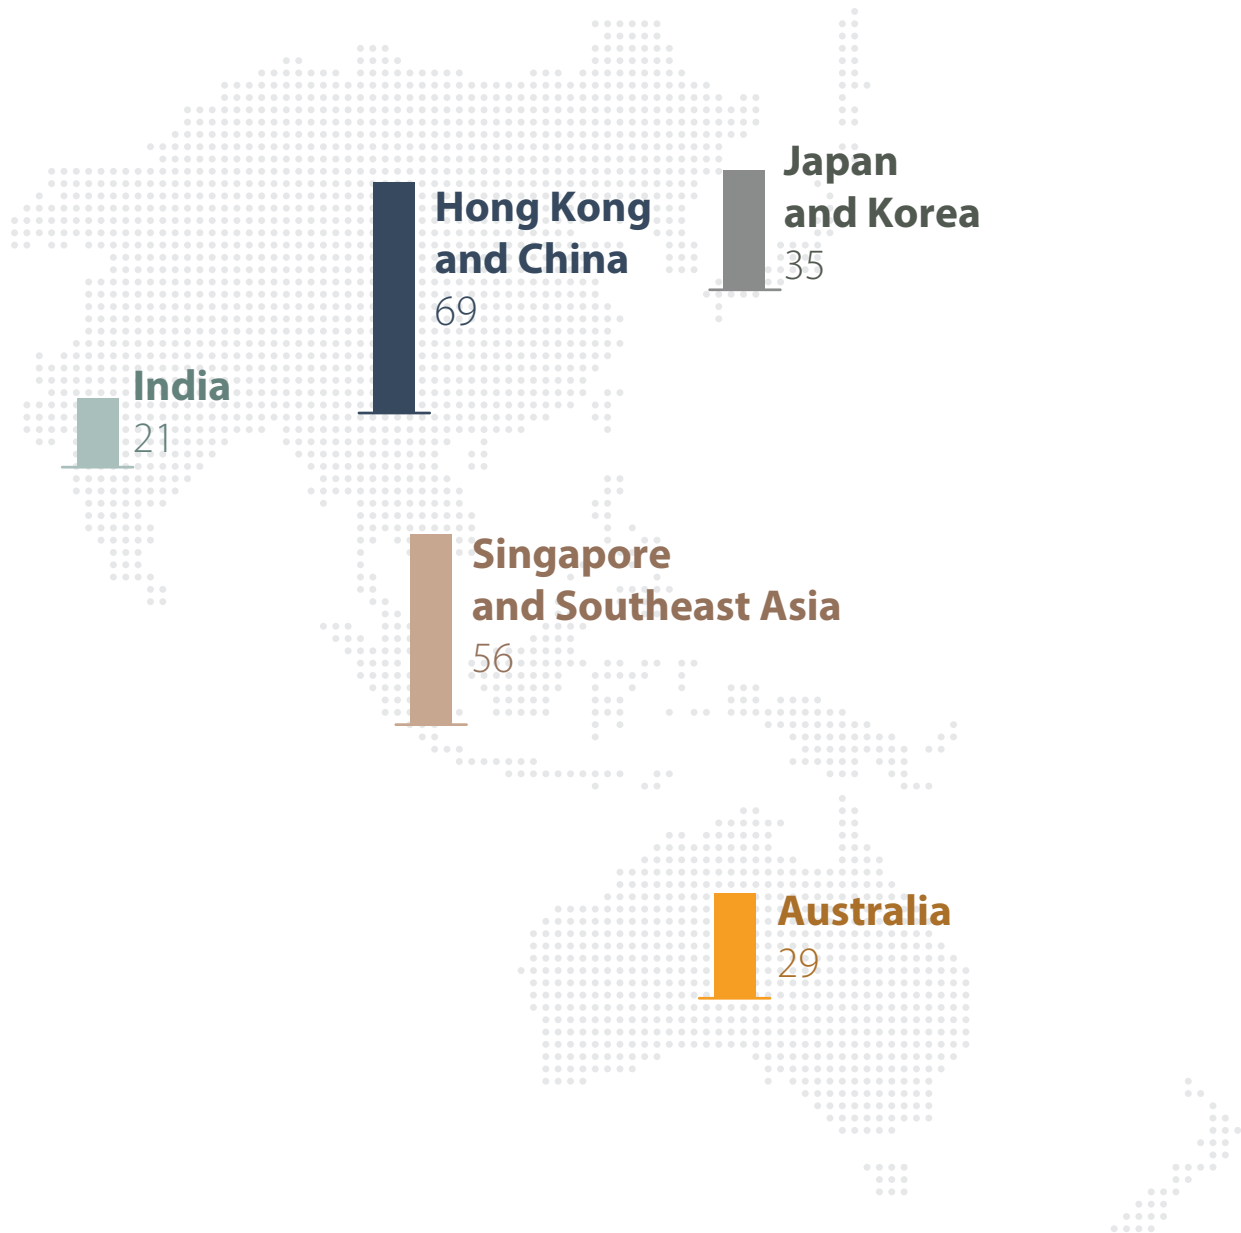 Japan
and Korea
35
Hong Kong
and China
69
India
21
Singapore
and Southeast Asia
56
Australia
29